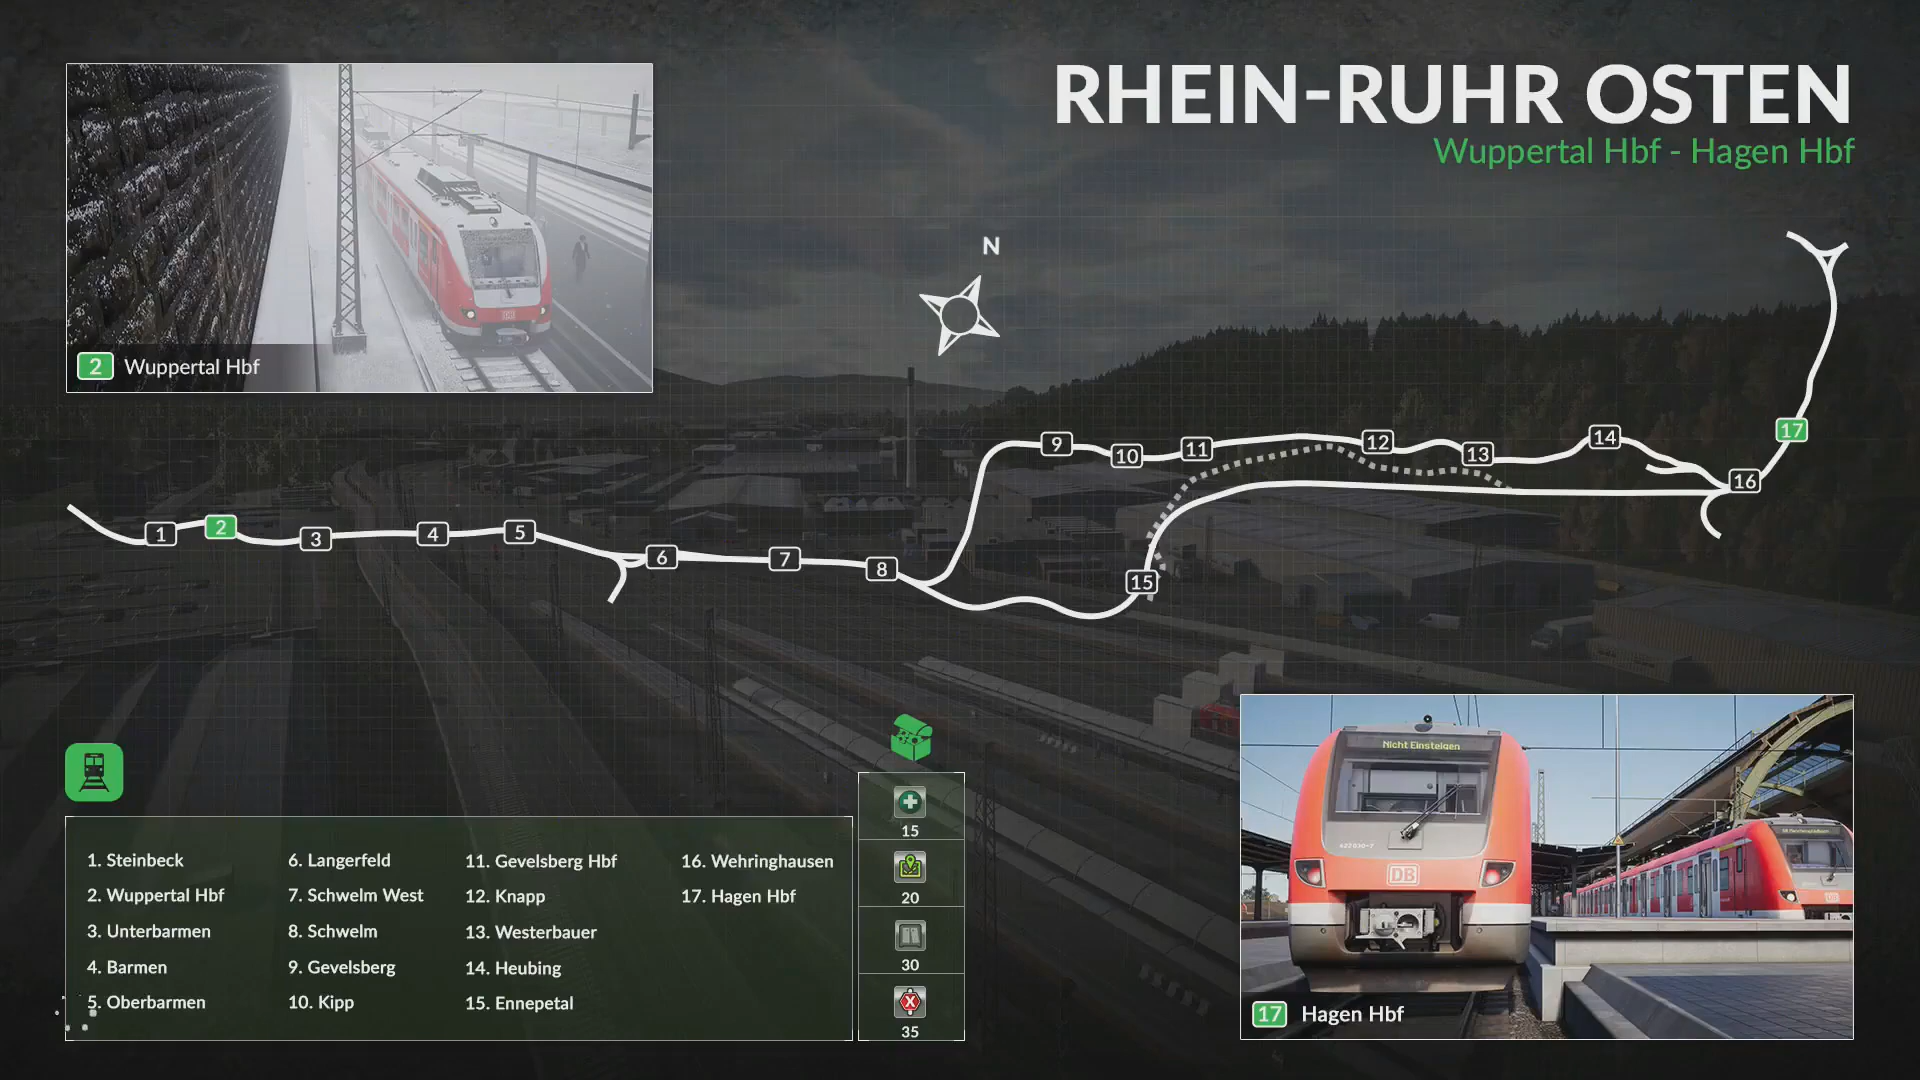 RHEIN-RUHR OSTEN
Wuppertal Hbf - Hagen Hbf
2 Wuppertal Hbf
N
1
2
3
4
5
6
7
8
9
10
11
12
13
14
15
16
17
1. Steinbeck
2. Wuppertal Hbf
3. Unterbarmen
4. Barmen
5. Oberbarmen
6. Langerfeld
7. Schwelm West
8. Schwelm
9. Gevelsberg
10. Kipp
11. Gevelsberg Hbf
12. Knapp
13. Westerbauer
14. Heubing
15. Ennepetal
16. Wehringhausen
17. Hagen Hbf
15
20
30
X
35
Nicht Einsteigen
DB
17 Hagen Hbf